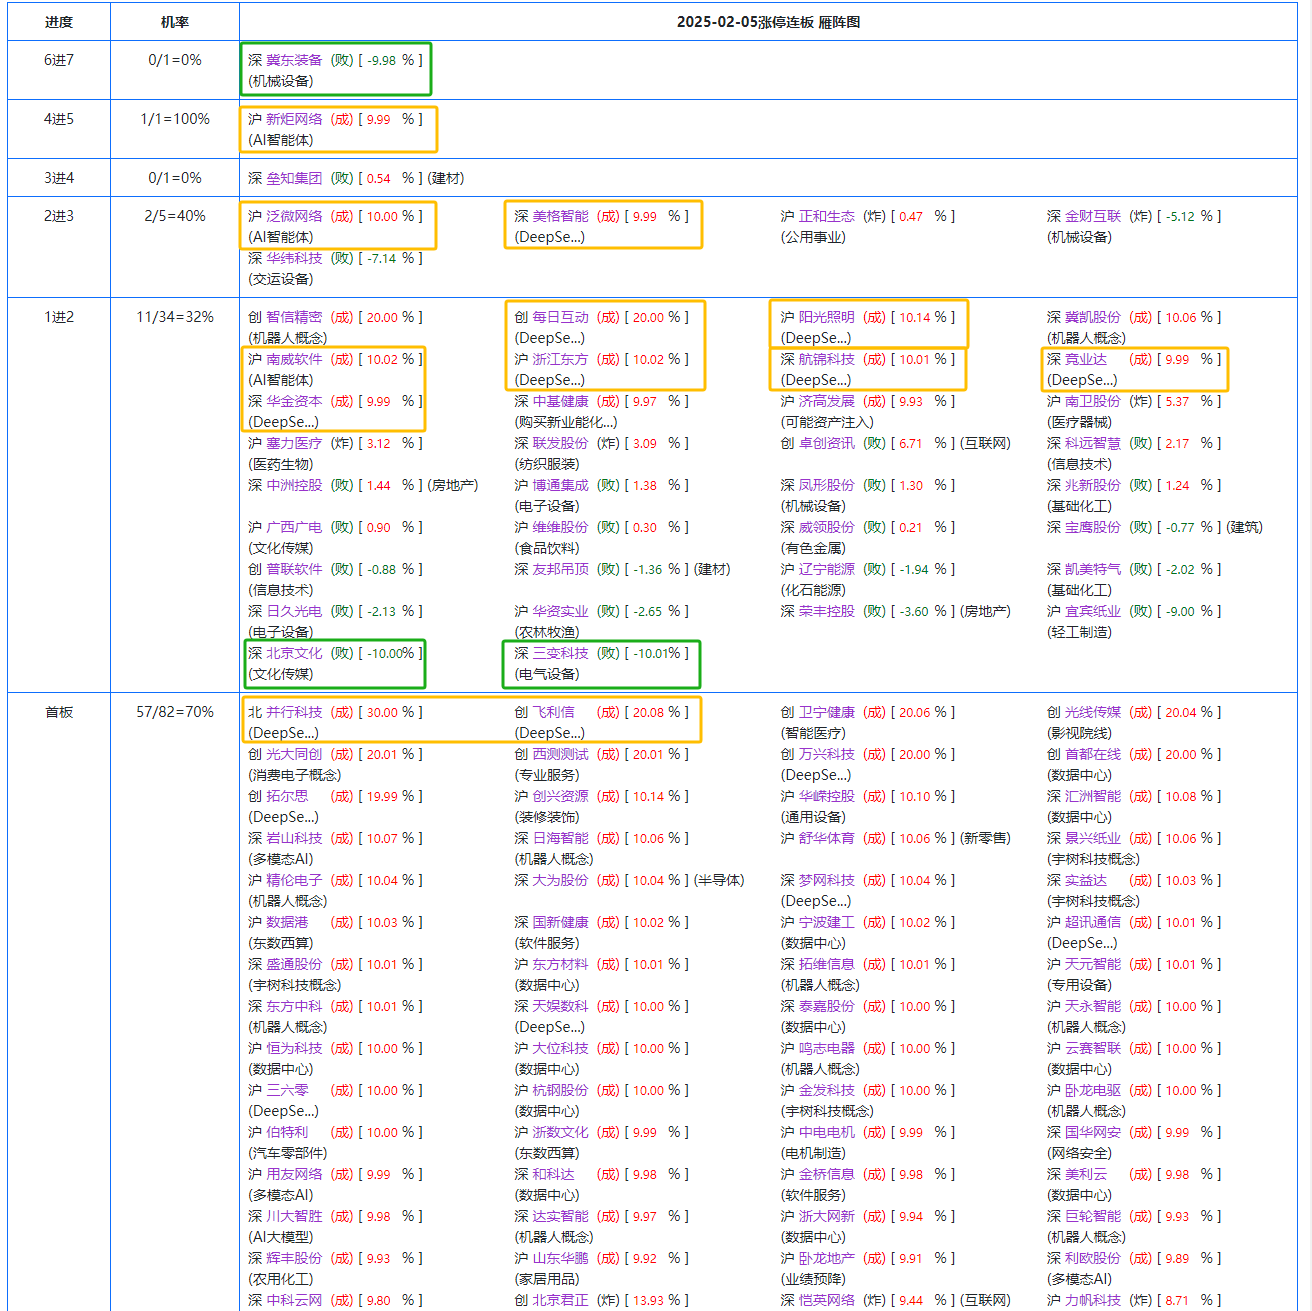 进度 机率 2025-02-05涨停连板 雁阵图
6进7 0/1=0% 深 冀东装备 (败) [ -9.98 % ]
(机械设备)
4进5 1/1=100% 沪 新炬网络 (成) [ 9.99 % ]
(AI智能体)
3进4 0/1=0% 深 垒知集团 (败) [ 0.54 % ] (建材)
2进3 2/5=40% 沪 泛微网络 (成) [ 10.00 % ] 深 美格智能 (成) [ 9.99 % ] 沪 正和生态 (炸) [ 0.47 % ] 深 金财互联 (炸) [ -5.12 % ]
(AI智能体) (DeepSe...) (公用事业) (机械设备)
深 华纬科技 (败) [ -7.14 % ]
(交运设备)
1进2 11/34=32% 创 智信精密 (成) [ 20.00 % ] 创 每日互动 (成) [ 20.00 % ] 沪 阳光照明 (成) [ 10.14 % ] 深 冀凯股份 (成) [ 10.06 % ]
(机器人概念) (DeepSe...) (DeepSe...) (机器人概念)
沪 南威软件 (成) [ 10.02 % ] 沪 浙江东方 (成) [ 10.02 % ] 深 航锦科技 (成) [ 10.01 % ] 深 竞业达 (成) [ 9.99 % ]
(AI智能体) (DeepSe...) (DeepSe...) (DeepSe...)
深 华金资本 (成) [ 9.99 % ] 深 中基健康 (成) [ 9.97 % ] 沪 济高发展 (成) [ 9.93 % ] 沪 南卫股份 (炸) [ 5.37 % ]
(DeepSe...) (购买新业能化...) (可能资产注入) (医疗器械)
沪 塞力医疗 (炸) [ 3.12 % ] 深 联发股份 (炸) [ 3.09 % ] 创 卓创资讯 (败) [ 6.71 % ] (互联网) 深 科远智慧 (败) [ 2.17 % ]
(医药生物) (纺织服装) (信息技术)
深 中洲控股 (败) [ 1.44 % ] (房地产) 沪 博通集成 (败) [ 1.38 % ] 深 凤形股份 (败) [ 1.30 % ] 深 兆新股份 (败) [ 1.24 % ]
(电子设备) (机械设备) (基础化工)
沪 广西广电 (败) [ 0.90 % ] 沪 维维股份 (败) [ 0.30 % ] 深 威领股份 (败) [ 0.21 % ] 深 宝鹰股份 (败) [ -0.77 % ] (建筑)
(文化传媒) (食品饮料) (有色金属)
创 普联软件 (败) [ -0.88 % ] 深 友邦吊顶 (败) [ -1.36 % ] (建材) 沪 辽宁能源 (败) [ -1.94 % ] 深 凯美特气 (败) [ -2.02 % ]
(信息技术) (化石能源) (基础化工)
深 日久光电 (败) [ -2.13 % ] 沪 华资实业 (败) [ -2.65 % ] 深 荣丰控股 (败) [ -3.60 % ] (房地产) 沪 宜宾纸业 (败) [ -9.00 % ]
(电子设备) (农林牧渔) (轻工制造)
深 北京文化 (败) [ -10.00% ] 深 三变科技 (败) [ -10.01% ]
(文化传媒) (电气设备)
首板 57/82=70% 北 并行科技 (成) [ 30.00 % ] 创 飞利信 (成) [ 20.08 % ] 创 卫宁健康 (成) [ 20.06 % ] 创 光线传媒 (成) [ 20.04 % ]
(DeepSe...) (DeepSe...) (智能医疗) (影视院线)
创 光大同创 (成) [ 20.01 % ] 创 西测测试 (成) [ 20.01 % ] 创 万兴科技 (成) [ 20.00 % ] 创 首都在线 (成) [ 20.00 % ]
(消费电子概念) (专业服务) (DeepSe...) (数据中心)
创 拓尔思 (成) [ 19.99 % ] 沪 创兴资源 (成) [ 10.14 % ] 沪 华嵘控股 (成) [ 10.10 % ] 深 汇洲智能 (成) [ 10.08 % ]
(DeepSe...) (装修装饰) (通用设备) (数据中心)
深 岩山科技 (成) [ 10.07 % ] 深 日海智能 (成) [ 10.06 % ] 沪 舒华体育 (成) [ 10.06 % ] (新零售) 深 景兴纸业 (成) [ 10.06 % ]
(多模态AI) (机器人概念) (宇树科技概念)
沪 精伦电子 (成) [ 10.04 % ] 深 大为股份 (成) [ 10.04 % ] (半导体) 深 梦网科技 (成) [ 10.04 % ] 深 实益达 (成) [ 10.03 % ]
(机器人概念) (DeepSe...) (宇树科技概念)
沪 数据港 (成) [ 10.03 % ] 深 国新健康 (成) [ 10.02 % ] 沪 宁波建工 (成) [ 10.02 % ] 沪 超讯通信 (成) [ 10.01 % ]
(东数西算) (软件服务) (数据中心) (DeepSe...)
深 盛通股份 (成) [ 10.01 % ] 沪 东方材料 (成) [ 10.01 % ] 深 拓维信息 (成) [ 10.01 % ] 沪 天元智能 (成) [ 10.01 % ]
(宇树科技概念) (数据中心) (机器人概念) (专用设备)
深 东方中科 (成) [ 10.01 % ] 深 天娱数科 (成) [ 10.00 % ] 深 泰嘉股份 (成) [ 10.00 % ] 沪 天永智能 (成) [ 10.00 % ]
(机器人概念) (DeepSe...) (数据中心) (机器人概念)
沪 恒为科技 (成) [ 10.00 % ] 沪 大位科技 (成) [ 10.00 % ] 沪 鸣志电器 (成) [ 10.00 % ] 沪 云赛智联 (成) [ 10.00 % ]
(数据中心) (数据中心) (机器人概念) (数据中心)
沪 三六零 (成) [ 10.00 % ] 沪 杭钢股份 (成) [ 10.00 % ] 沪 金发科技 (成) [ 10.00 % ] 沪 卧龙电驱 (成) [ 10.00 % ]
(DeepSe...) (数据中心) (宇树科技概念) (机器人概念)
沪 伯特利 (成) [ 10.00 % ] 沪 浙数文化 (成) [ 9.99 % ] 沪 中电电机 (成) [ 9.99 % ] 深 国华网安 (成) [ 9.99 % ]
(汽车零部件) (东数西算) (电机制造) (网络安全)
沪 用友网络 (成) [ 9.99 % ] 深 和科达 (成) [ 9.98 % ] 沪 金桥信息 (成) [ 9.98 % ] 深 美利云 (成) [ 9.98 % ]
(多模态AI) (数据中心) (软件服务) (数据中心)
深 川大智胜 (成) [ 9.98 % ] 深 达实智能 (成) [ 9.97 % ] 沪 浙大网新 (成) [ 9.94 % ] 深 巨轮智能 (成) [ 9.93 % ]
(AI大模型) (机器人概念) (数据中心) (机器人概念)
深 辉丰股份 (成) [ 9.93 % ] 沪 山东华鹏 (成) [ 9.92 % ] 沪 卧龙地产 (成) [ 9.91 % ] 深 利欧股份 (成) [ 9.89 % ]
(农用化工) (家居用品) (业绩预降) (多模态AI)
深 中科云网 (成) [ 9.80 % ] 创 北京君正 (炸) [ 13.93 % ] 深 恺英网络 (炸) [ 9.44 % ] (互联网) 沪 力帆科技 (炸) [ 8.71 % ]